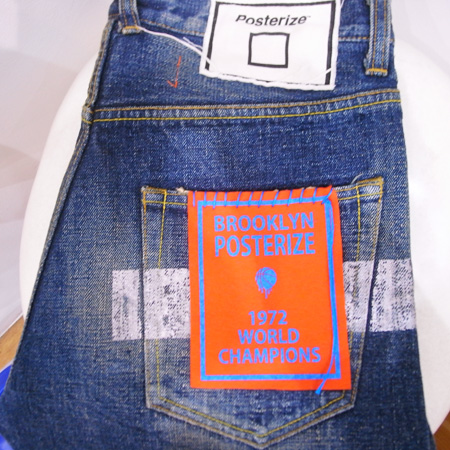 Posterize
BROOKLYN
POSTERIZE
1972
WORLD
CHAMPIONS